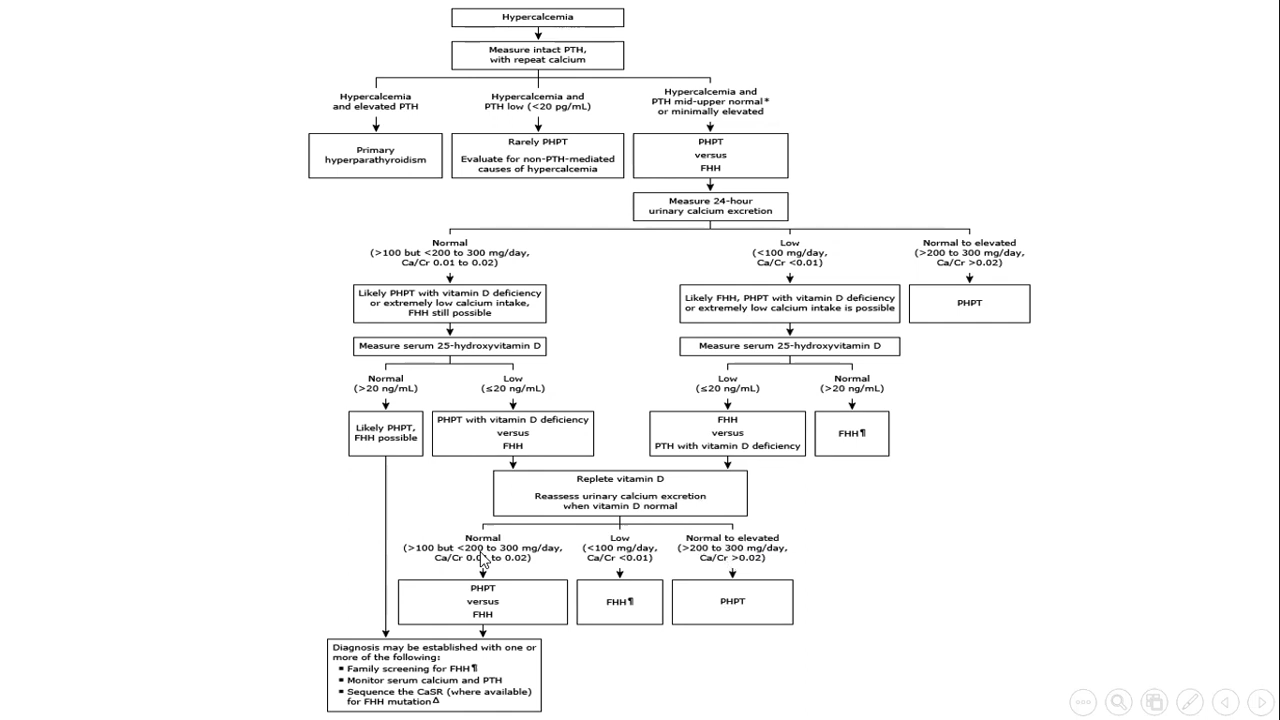 Hypercalcemia
Measure intact PTH,
with repeat calcium
Hypercalcemia
and elevated PTH
Hypercalcemia and
PTH low (<20 pg/mL)
Hypercalcemia and
PTH mid-upper normal*
or minimally elevated
Primary
hyperparathyroidism
Rarely PHPT
Evaluate for non-PTH-mediated
causes of hypercalcemia
PHPT
versus
FHH
Measure 24-hour
urinary calcium excretion
Normal
(>100 but <200 to 300 mg/day,
Ca/Cr 0.01 to 0.02)
Low
(<100 mg/day,
Ca/Cr <0.01)
Normal to elevated
(>200 to 300 mg/day,
Ca/Cr >0.02)
Likely PHPT with vitamin D deficiency
or extremely low calcium intake,
FHH still possible
Likely FHH, PHPT with vitamin D deficiency
or extremely low calcium intake is possible
PHPT
Measure serum 25-hydroxyvitamin D
Measure serum 25-hydroxyvitamin D
Normal
(>20 ng/mL)
Low
(≤20 ng/mL)
Low
(≤20 ng/mL)
Normal
(>20 ng/mL)
Likely PHPT,
FHH possible
PHPT with vitamin D deficiency
versus
FHH
FHH
versus
PTH with vitamin D deficiency
FHH¶
Replete vitamin D
Reassess urinary calcium excretion
when vitamin D normal
Normal
(>100 but <200 to 300 mg/day,
Ca/Cr to 0.02)
Low
(<100 mg/day,
Ca/Cr <0.01)
Normal to elevated
(>200 to 300 mg/day,
Ca/Cr >0.02)
PHPT
versus
FHH
FHH¶
PHPT
Diagnosis may be established with one or
more of the following:
▪ Family screening for FHH¶
▪ Monitor serum calcium and PTH
▪ Sequence the CaSR (where available)
for FHH mutationΔ